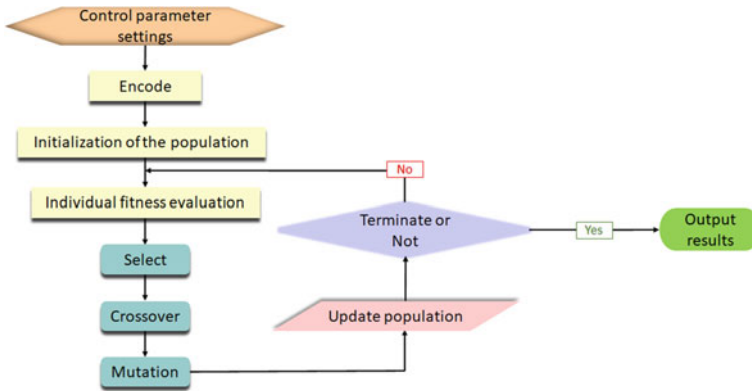 Control parameter
settings
Encode
Initialization of the population
Individual fitness evaluation
Select
Crossover
Mutation
No
Terminate or
Not
Update population
Yes
Output
results